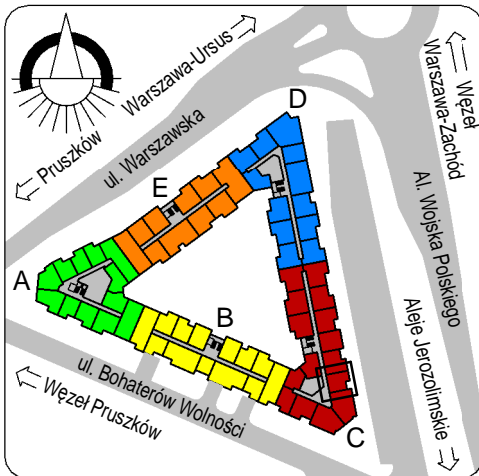 Warszawa-Ursus
Pruszków
ul. Warszawska
Węzeł
Warszawa-Zachód
Al. Wojska Polskiego
Aleje Jerozolimskie
D
E
A
B
C
ul. Bohaterów Wolności
Węzeł Pruszków